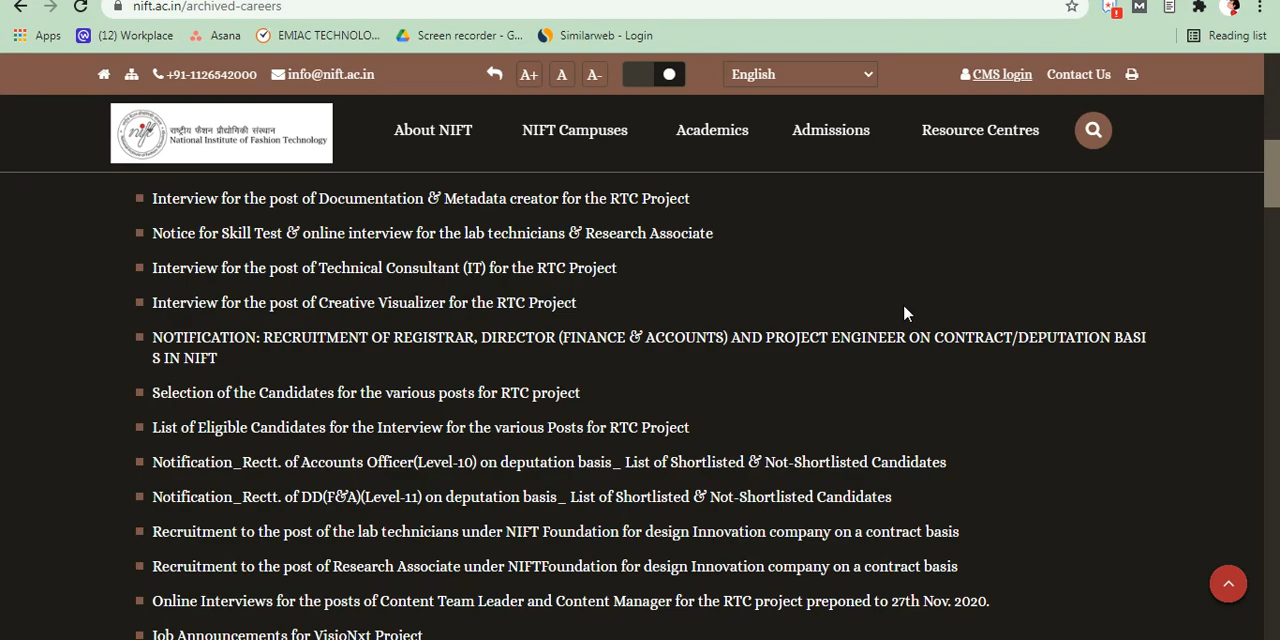 nift.ac.in/archived-careers
Apps (12) Workplace Asana EMIAC TECHNOLO... Screen recorder - G... Similarweb - Login Reading list
+91-1126542000 info@nift.ac.in A+ A A- English CMS login Contact Us
राष्ट्रीय फैशन प्रौद्योगिकी संस्थान
National Institute of Fashion Technology
About NIFT NIFT Campuses Academics Admissions Resource Centres
Interview for the post of Documentation & Metadata creator for the RTC Project
Notice for Skill Test & online interview for the lab technicians & Research Associate
Interview for the post of Technical Consultant (IT) for the RTC Project
Interview for the post of Creative Visualizer for the RTC Project
NOTIFICATION: RECRUITMENT OF REGISTRAR, DIRECTOR (FINANCE & ACCOUNTS) AND PROJECT ENGINEER ON CONTRACT/DEPUTATION BASI
S IN NIFT
Selection of the Candidates for the various posts for RTC project
List of Eligible Candidates for the Interview for the various Posts for RTC Project
Notification_Rectt. of Accounts Officer(Level-10) on deputation basis_ List of Shortlisted & Not-Shortlisted Candidates
Notification_Rectt. of DD(F&A)(Level-11) on deputation basis_ List of Shortlisted & Not-Shortlisted Candidates
Recruitment to the post of the lab technicians under NIFT Foundation for design Innovation company on a contract basis
Recruitment to the post of Research Associate under NIFTFoundation for design Innovation company on a contract basis
Online Interviews for the posts of Content Team Leader and Content Manager for the RTC project preponed to 27th Nov. 2020.
Job Announcements for VisioNxt Project